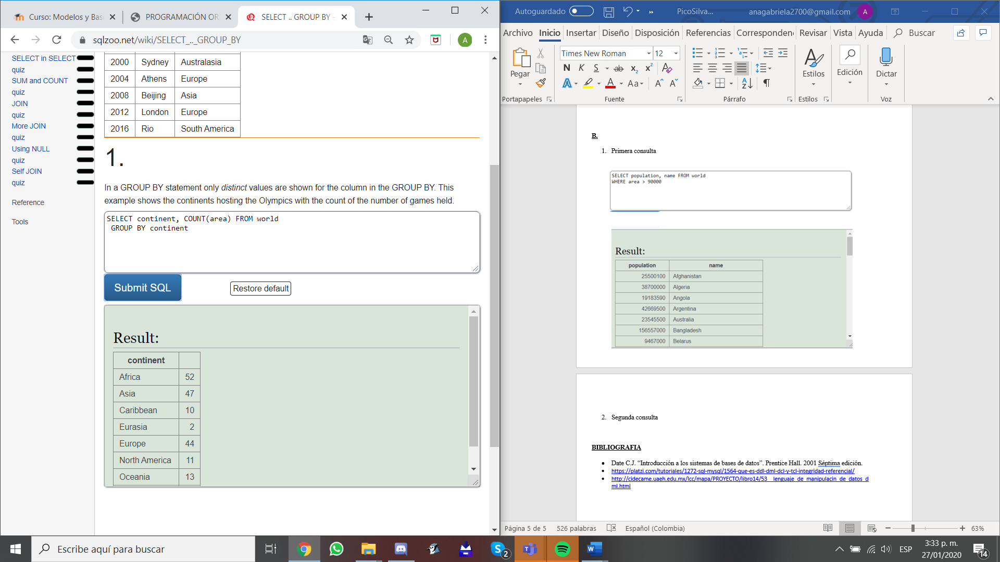 Curso: Modelos y Bas
PROGRAMACIÓN OR
SELECT .. GROUP BY -
sqlzoo.net/wiki/SELECT_.._GROUP_BY
A
SELECT in SELECT
quiz
SUM and COUNT
quiz
JOIN
quiz
More JOIN
quiz
Using NULL
quiz
Self JOIN
quiz
Reference
Tools
2000 Sydney Australasia
2004 Athens Europe
2008 Beijing Asia
2012 London Europe
2016 Rio South America
1.
In a GROUP BY statement only distinct values are shown for the column in the GROUP BY. This
example shows the continents hosting the Olympics with the count of the number of games held.
SELECT continent, COUNT(area) FROM world
GROUP BY continent
Submit SQL
Restore default
Result:
continent
Africa 52
Asia 47
Caribbean 10
Eurasia 2
Europe 44
North America 11
Oceania 13
Autoguardado
PicoSilva...
anagabriela2700@gmail.com
A
Archivo Inicio Insertar Diseño Disposición Referencias Corresponden Revisar Vista Ayuda Buscar
Pegar
Times New Roman 12
N K S ab x₂ x²
A A Aa A A
Estilos
Edición
Dictar
Portapapeles Fuente Párrafo Estilos Voz
B.
1. Primera consulta
SELECT population, name FROM world
WHERE area > 90000
Result:
population name
25500100 Afghanistan
38700000 Algeria
19183590 Angola
42669500 Argentina
23545500 Australia
156557000 Bangladesh
9467000 Belarus
2. Segunda consulta
BIBLIOGRAFIA
• Date C.J. “Introducción a los sistemas de bases de datos”. Prentice Hall. 2001 Séptima edición.
• https://platzi.com/tutoriales/1272-sql-mysql/1564-que-es-ddl-dml-dcl-y-tcl-integridad-referencial/
• http://cidecame.uaeh.edu.mx/lcc/mapa/PROYECTO/libro14/53__lenguaje_de_manipulacin_de_datos_d
ml.html
Página 5 de 5 526 palabras Español (Colombia) 63%
Escribe aquí para buscar
2
ESP
3:33 p. m.
27/01/2020
14